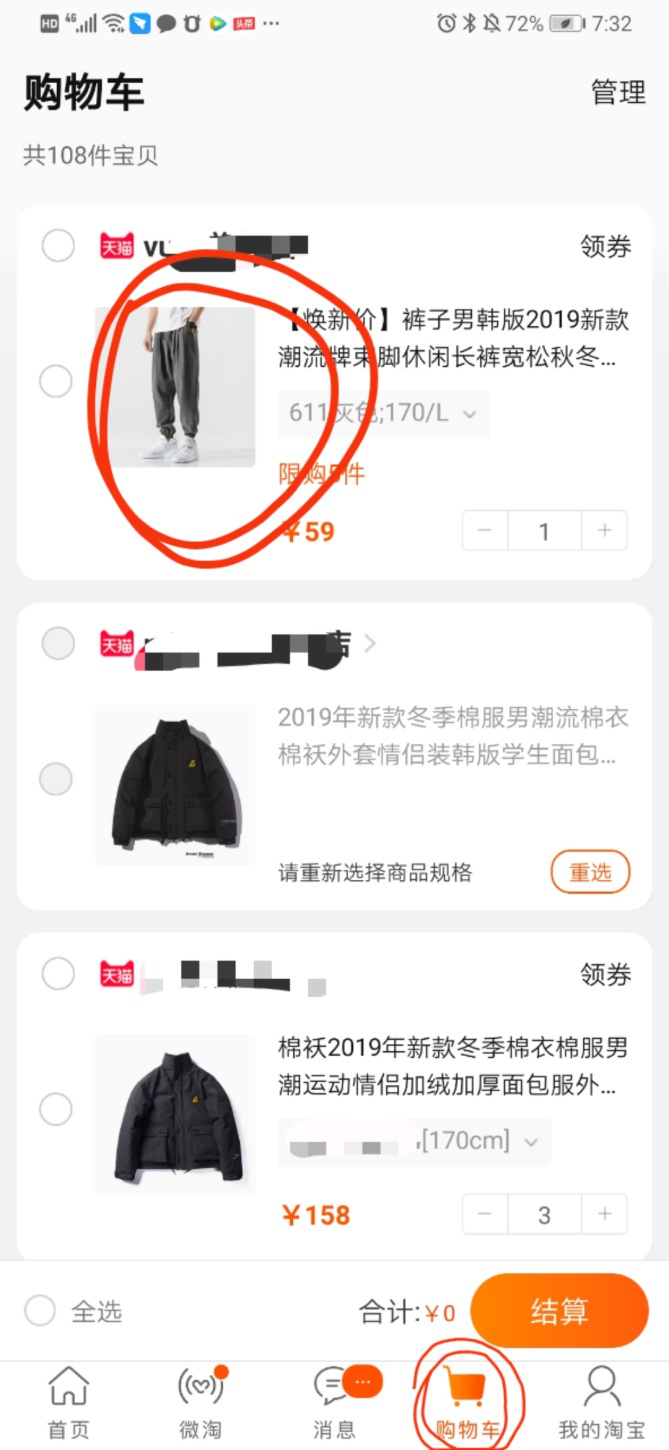 HD 4G 头条 ... 72% 7:32
购物车 管理
共108件宝贝
天猫 领券
【焕新价】裤子男韩版2019新款
潮流牌束脚休闲长裤宽松秋冬...
611灰色;170/L
限购5件
￥59 1
天猫
2019年新款冬季棉服男潮流棉衣
棉袄外套情侣装韩版学生面包...
请重新选择商品规格 重选
天猫 领券
棉袄2019年新款冬季棉衣棉服男
潮运动情侣加绒加厚面包服外...
[170cm]
￥158 3
全选 合计:￥0 结算
首页 微淘 消息 购物车 我的淘宝